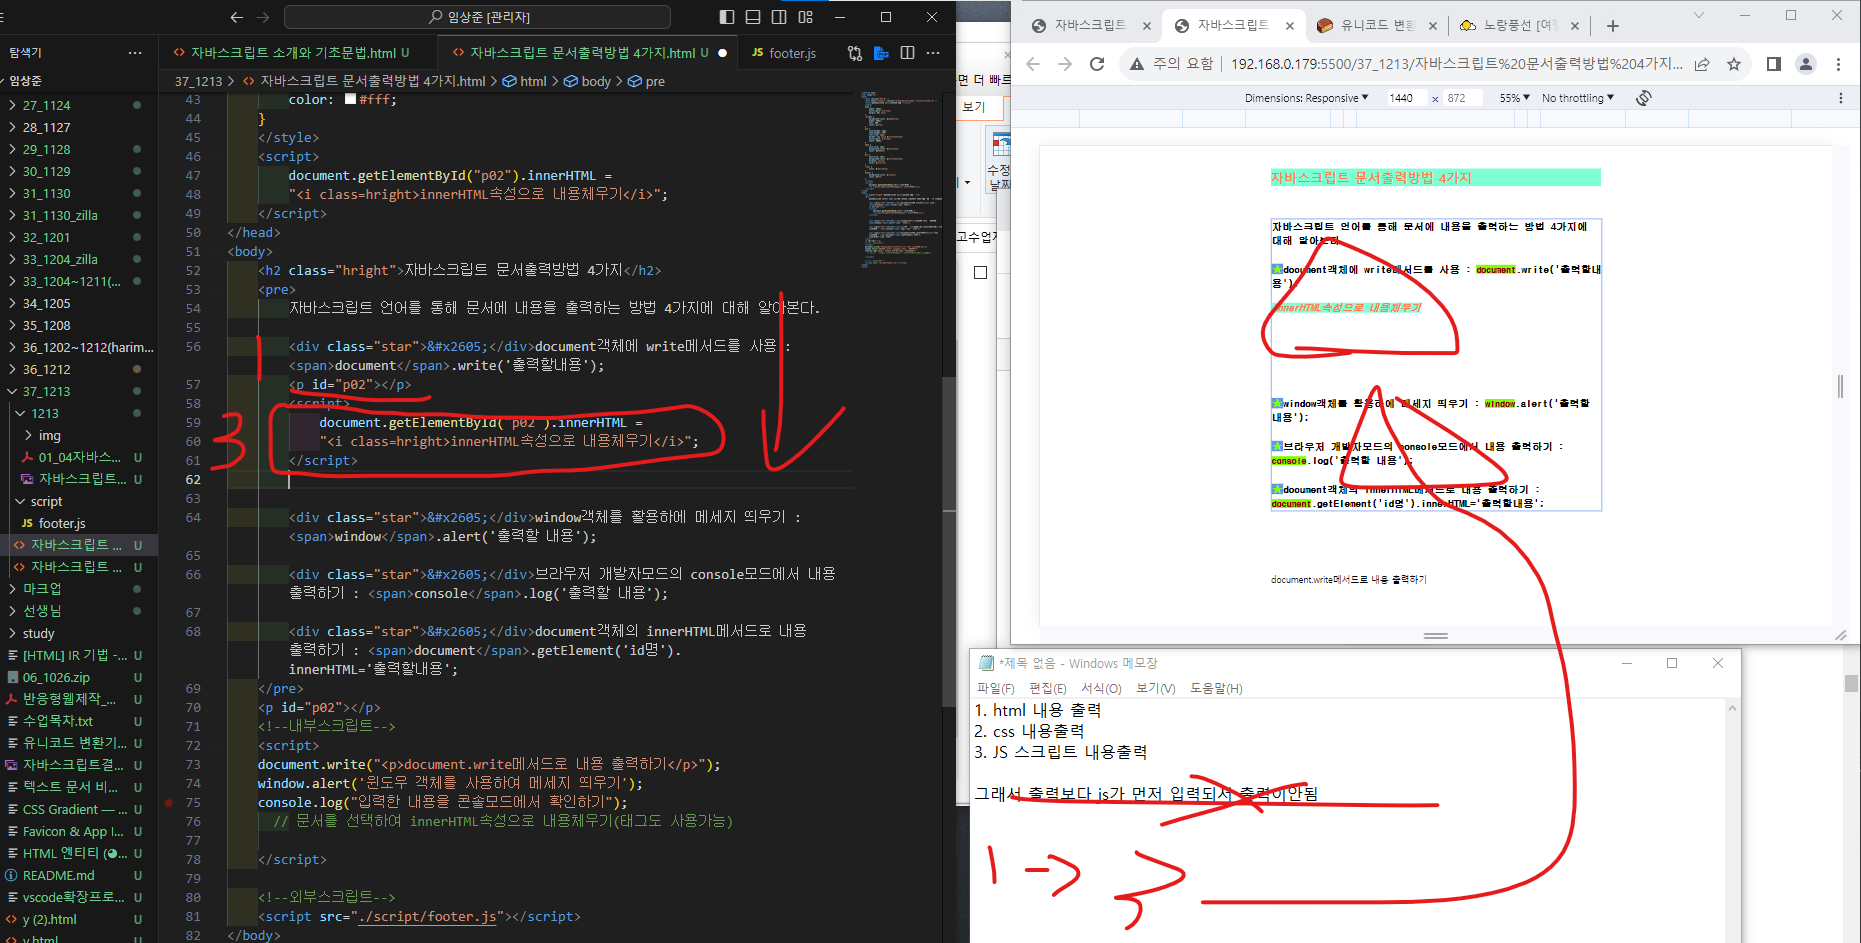 임상준 [관리자]
탐색기
임상준
27_1124
28_1127
29_1128
30_1129
31_1130
31_1130_zilla
32_1201
33_1204_zilla
33_1204~1211(...
34_1205
35_1208
36_1202~1212(harim...
36_1212
37_1213
1213
img
01_04자바스... U
자바스크립트... U
script
JS footer.js
자바스크립트 ... U
자바스크립트 ... U
마크업
선생님
study
[HTML] IR 기법 -... U
06_1026.zip U
반응형웹제작_... U
수업목차.txt U
유니코드 변환기... U
자바스크립트결... U
텍스트 문서 비... U
CSS Gradient —... U
Favicon & App I... U
HTML 엔티티 (... U
README.md U
vscode확장프로... U
y (2).html U
y.html U
자바스크립트 소개와 기초문법.html U
자바스크립트 문서출력방법 4가지.html U
JS footer.js
37_1213 > 자바스크립트 문서출력방법 4가지.html > html > body > pre
43 color: #fff;
44 }
45 </style>
46 <script>
47 document.getElementById("p02").innerHTML =
48 "<i class=hright>innerHTML속성으로 내용채우기</i>";
49 </script>
50 </head>
51 <body>
52 <h2 class="hright">자바스크립트 문서출력방법 4가지</h2>
53 <pre>
54 자바스크립트 언어를 통해 문서에 내용을 출력하는 방법 4가지에 대해 알아본다.
55
56 <div class="star">&#x2605;</div>document객체에 write메서드를 사용 :
<span>document</span>.write('출력할내용');
57 <p id="p02"></p>
58 <script>
59 document.getElementById("p02").innerHTML =
60 "<i class=hright>innerHTML속성으로 내용채우기</i>";
61 </script>
62
63
64 <div class="star">&#x2605;</div>window객체를 활용하에 메세지 띄우기 :
<span>window</span>.alert('출력할 내용');
65
66 <div class="star">&#x2605;</div>브라우저 개발자모드의 console모드에서 내용
출력하기 : <span>console</span>.log('출력할 내용');
67
68 <div class="star">&#x2605;</div>document객체의 innerHTML메서드로 내용
출력하기 : <span>document</span>.getElement('id명').
innerHTML='출력할내용';
69 </pre>
70 <p id="p02"></p>
71 <!--내부스크립트-->
72 <script>
73 document.write("<p>document.write메서드로 내용 출력하기</p>");
74 window.alert('윈도우 객체를 사용하여 메세지 띄우기');
75 console.log("입력한 내용을 콘솔모드에서 확인하기");
76 // 문서를 선택하여 innerHTML속성으로 내용채우기(태그도 사용가능)
77
78 </script>
79
80 <!--외부스크립트-->
81 <script src="./script/footer.js"></script>
82 </body>
3
보기
수정
날짜
고수업
자바스크립트
자바스크립트
유니코드 변환
노랑풍선 [여행
주의 요함 | 192.168.0.179:5500/37_1213/자바스크립트%20문서출력방법%204가지...
Dimensions: Responsive 1440 x 872 55% No throttling
자바스크립트 문서출력방법 4가지
자바스크립트 언어를 통해 문서에 내용을 출력하는 방법 4가지에
대해 알아본다.
★document객체에 write메서드를 사용 : document.write('출력할내
용');
innerHTML속성으로 내용채우기
★window객체를 활용하에 메세지 띄우기 : window.alert('출력할
내용');
★브라우저 개발자모드의 console모드에서 내용 출력하기 :
console.log('출력할 내용');
★document객체의 innerHTML메서드로 내용 출력하기 :
document.getElement('id명').innerHTML='출력할내용';
document.write메서드로 내용 출력하기
*제목 없음 - Windows 메모장
파일(F) 편집(E) 서식(O) 보기(V) 도움말(H)
1. html 내용 출력
2. css 내용출력
3. JS 스크립트 내용출력
그래서 출력보다 js가 먼저 입력되서 출력이안됨
1 → 3